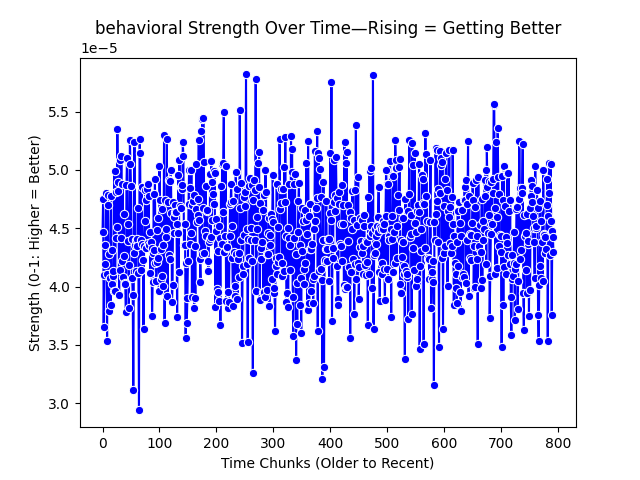 behavioral Strength Over Time—Rising = Getting Better
1e−5
Strength (0-1: Higher = Better)
5.5
5.0
4.5
4.0
3.5
3.0
0 100 200 300 400 500 600 700 800
Time Chunks (Older to Recent)